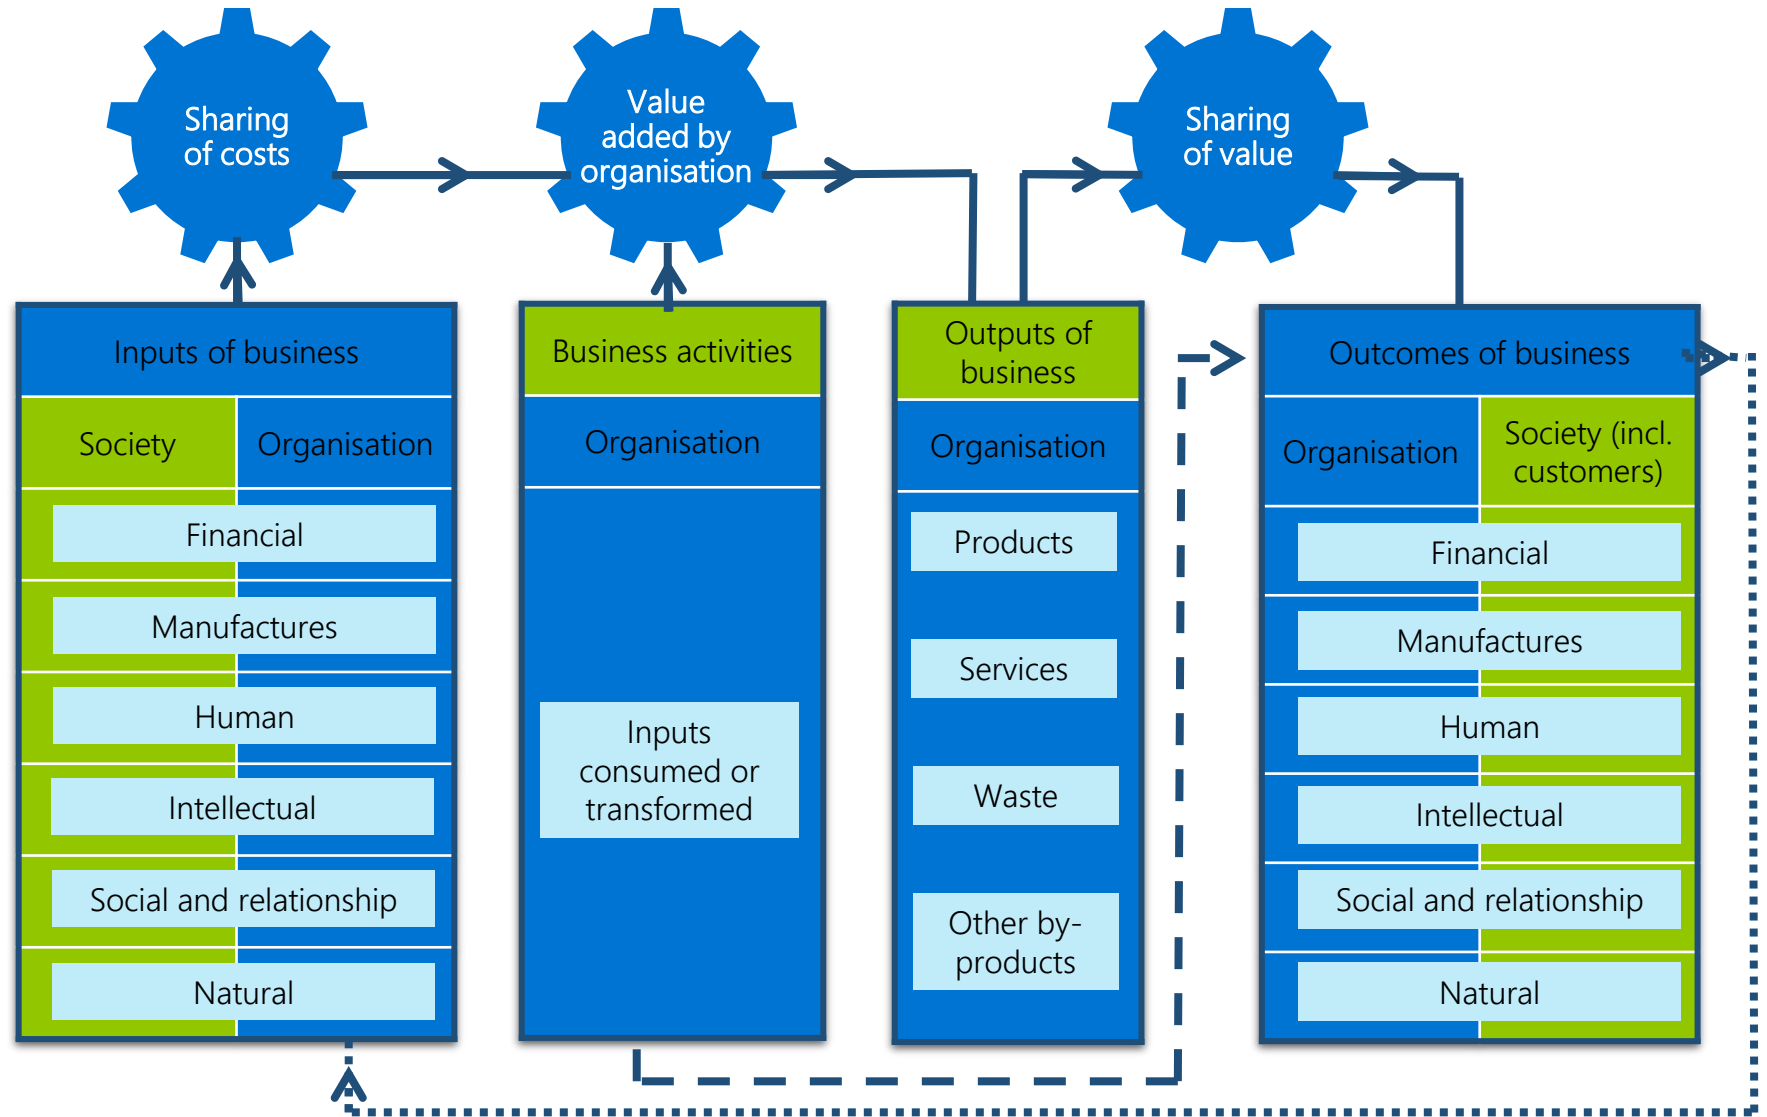 Sharing
of costs
Value
added by
organisation
Sharing
of value
Inputs of business
Society
Organisation
Financial
Manufactures
Human
Intellectual
Social and relationship
Natural
Business activities
Organisation
Inputs
consumed or
transformed
Outputs of
business
Organisation
Products
Services
Waste
Other by-
products
Outcomes of business
Organisation
Society (incl.
customers)
Financial
Manufactures
Human
Intellectual
Social and relationship
Natural